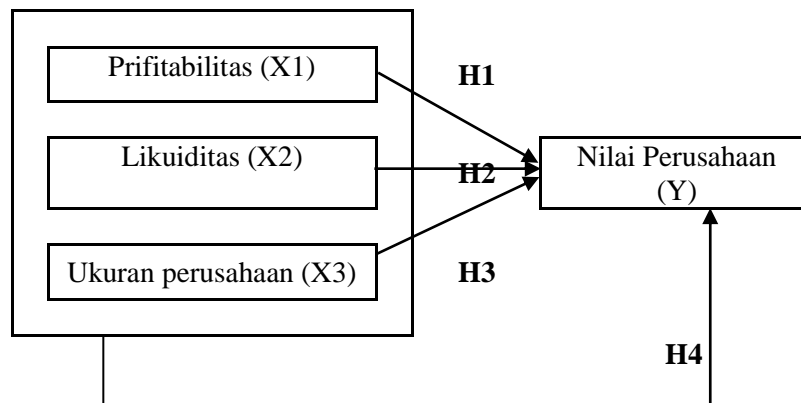 Prifitabilitas (X1)
H1
Likuiditas (X2)
H2
Nilai Perusahaan
(Y)
Ukuran perusahaan (X3)
H3
H4